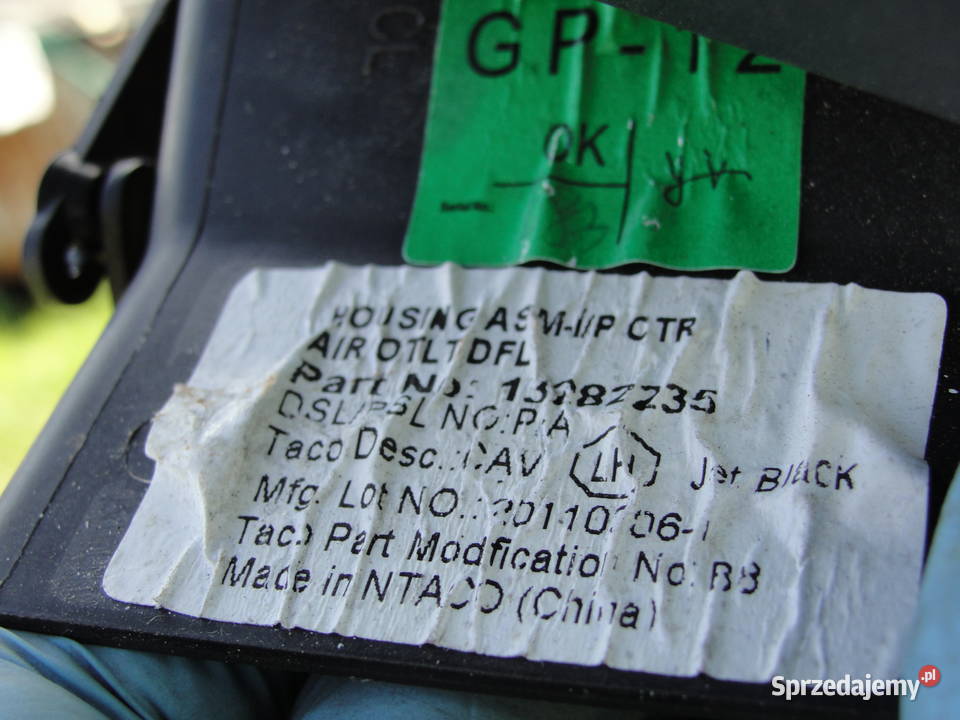 GP-12
OK
HOUSING ASM-I/P CTR
AIR OTLT DFL
Part No: 13282235
DSL/PSL NO: P/A
Taco Desc.: CAV LH Jet BLACK
Mfg. Lot NO.:
Taco Part Modification No: BB
Made in NTACO (China)
Sprzedajemy.pl